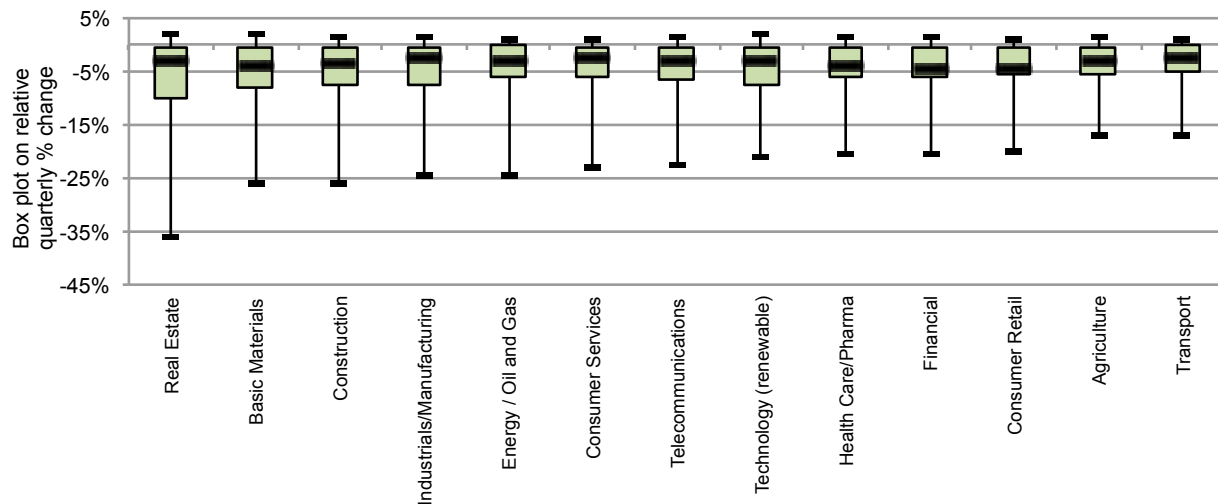 Box plot on relative
quarterly % change
5%
-5%
-15%
-25%
-35%
-45%
Real Estate
Basic Materials
Construction
Industrials/Manufacturing
Energy / Oil and Gas
Consumer Services
Telecommunications
Technology (renewable)
Health Care/Pharma
Financial
Consumer Retail
Agriculture
Transport